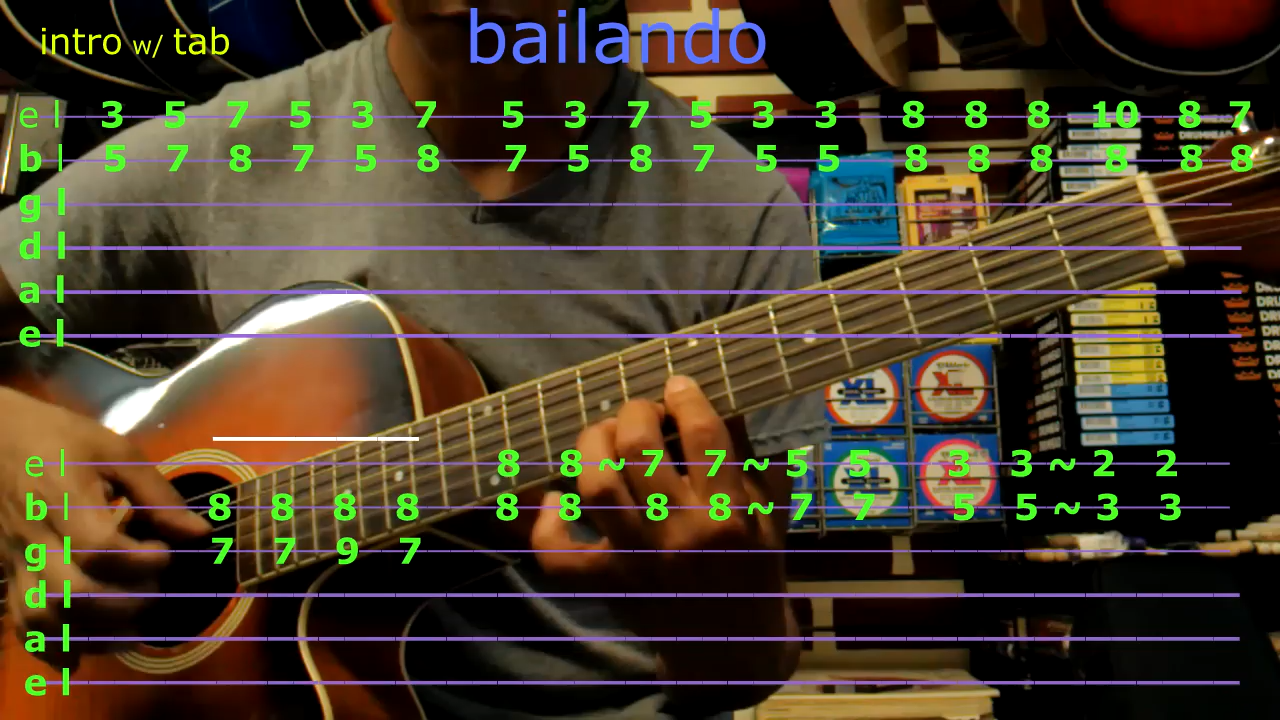 bailando
intro w/ tab
e | 3 5 7 5 3 7 5 3 7 5 3 3 8 8 8 10 8 7
b | 5 7 8 7 5 8 7 5 8 7 5 5 8 8 8 8 8 8
g |
d |
a |
e |
e | 8 8 ~ 7 7 ~ 5 5 3 3 ~ 2 2
b | 8 8 8 8 8 8 8 8 ~ 7 7 5 5 ~ 3 3
g | 7 7 9 7
d |
a |
e |
XL
XL